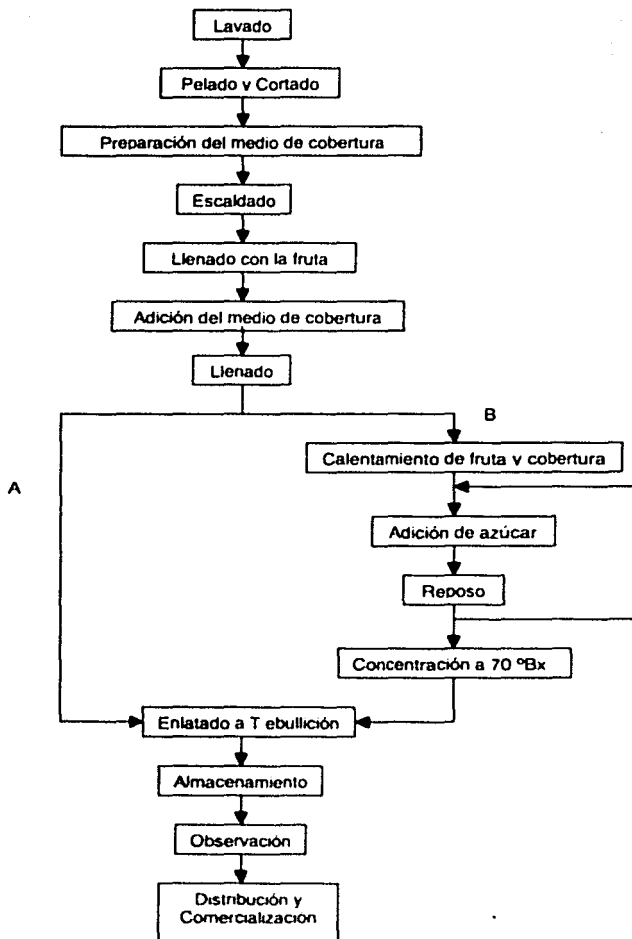 Lavado
Pelado y Cortado
Preparación del medio de cobertura
Escaldado
Llenado con la fruta
Adición del medio de cobertura
Llenado
B
Calentamiento de fruta y cobertura
A
Adición de azúcar
Reposo
Concentración a 70 ºBx
Enlatado a T ebullición
Almacenamiento
Observación
Distribución y
Comercialización